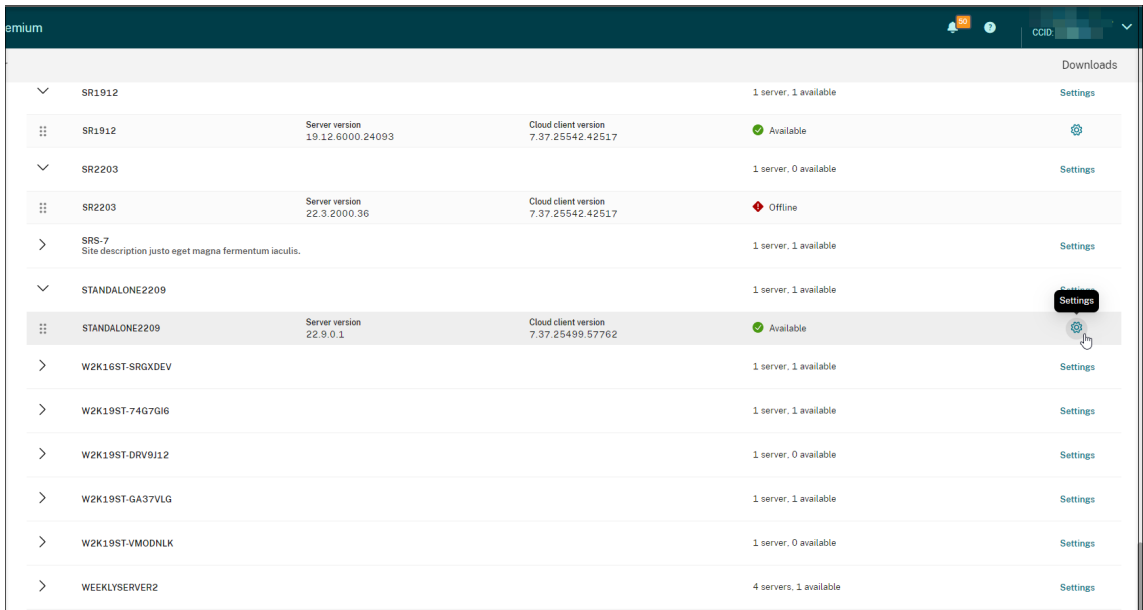 emium
50
?
CCID:
Downloads
SR1912 1 server, 1 available Settings
SR1912 Server version 19.12.6000.24093 Cloud client version 7.37.25542.42517 Available
SR2203 1 server, 0 available Settings
SR2203 Server version 22.3.2000.36 Cloud client version 7.37.25542.42517 Offline
SRS-7 1 server, 1 available Settings
Site description justo eget magna fermentum iaculis.
STANDALONE2209 1 server, 1 available Settings
Settings
STANDALONE2209 Server version 22.9.0.1 Cloud client version 7.37.25499.57762 Available
W2K16ST-SRGXDEV 1 server, 1 available Settings
W2K19ST-74G7GI6 1 server, 1 available Settings
W2K19ST-DRV9J12 1 server, 0 available Settings
W2K19ST-GA37VLG 1 server, 1 available Settings
W2K19ST-VMODNLK 1 server, 0 available Settings
WEEKLYSERVER2 4 servers, 1 available Settings